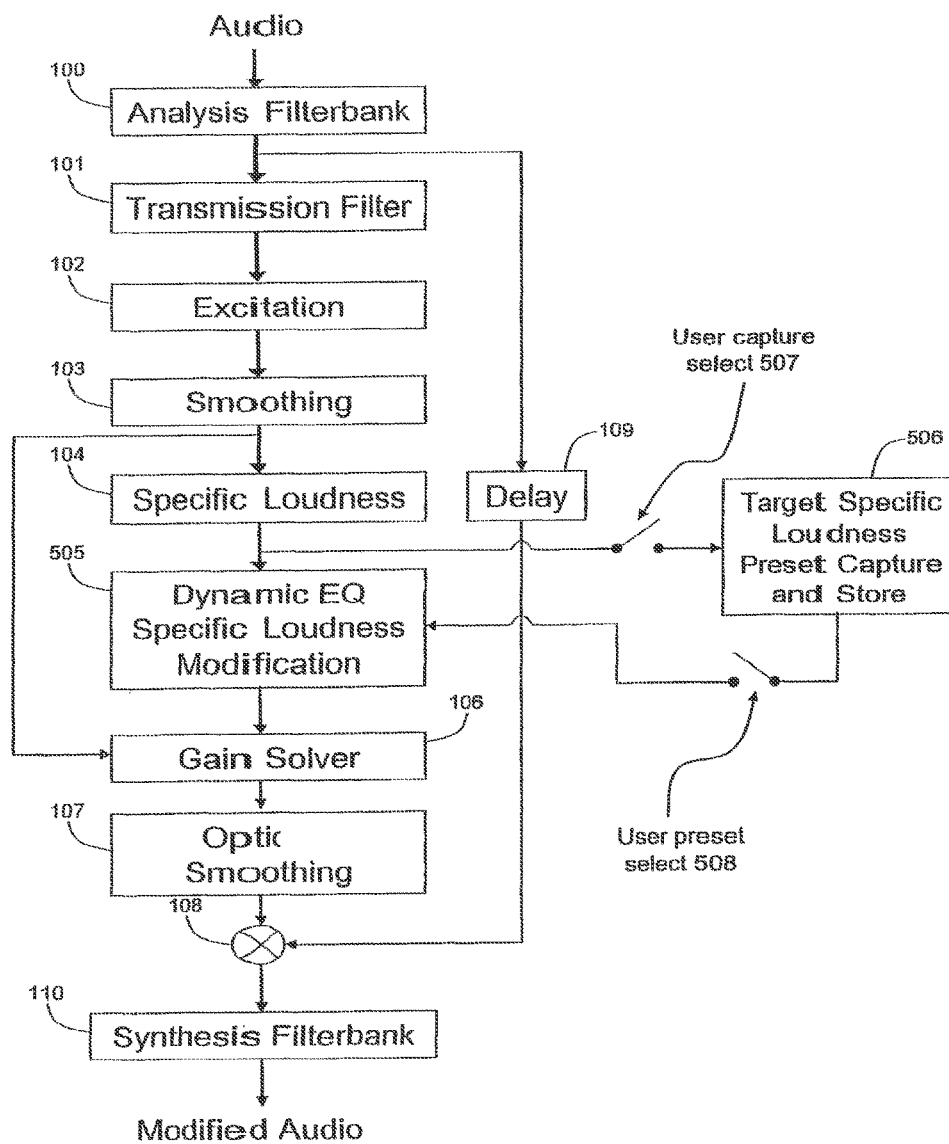 Audio
100
Analysis Filterbank
101
Transmission Filter
102
Excitation
103
Smoothing
104
Specific Loudness
109
Delay
User capture
select 507
506
Target Specific
Loudness
Preset Capture
and Store
505
Dynamic EQ
Specific Loudness
Modification
106
Gain Solver
User preset
select 508
107
Optic
Smoothing
108
110
Synthesis Filterbank
Modified Audio